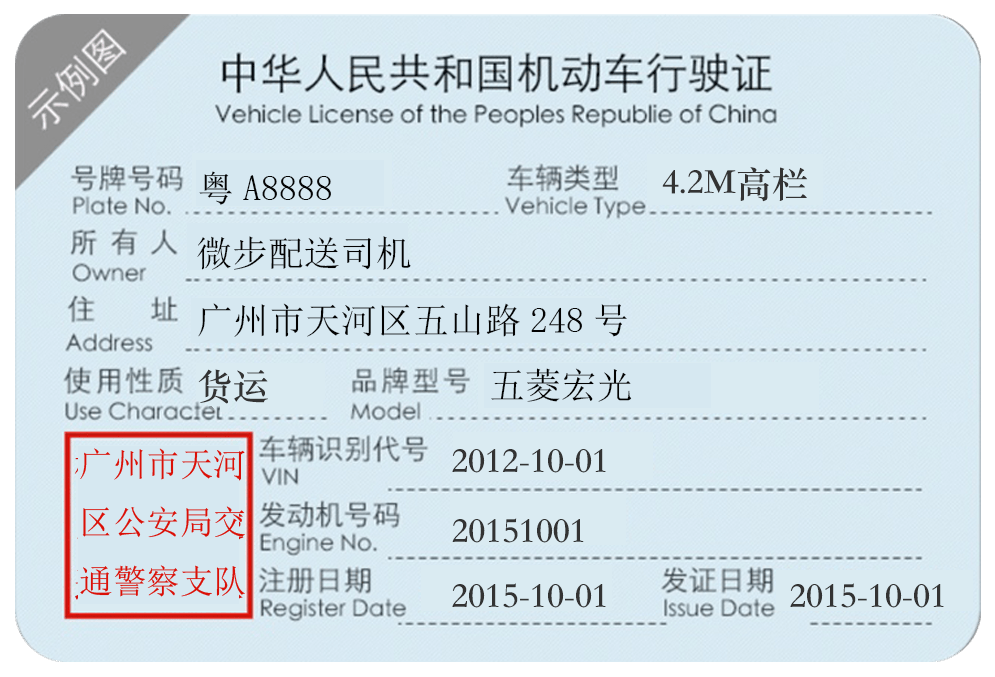 示例图
中华人民共和国机动车行驶证
Vehicle License of the Peoples Republie of China
号牌号码 粤 A8888 车辆类型 4.2M高栏
Plate No. Vehicle Type
所有人 微步配送司机
Owner
住址 广州市天河区五山路 248 号
Address
使用性质 货运 品牌型号 五菱宏光
Use Character Model
广州市天河
区公安局交
通警察支队
车辆识别代号 2012-10-01
VIN
发动机号码 20151001
Engine No.
注册日期 2015-10-01 发证日期 2015-10-01
Register Date Issue Date